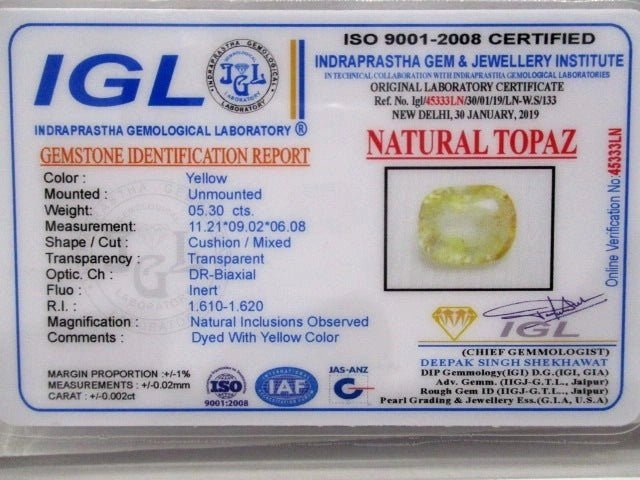 IGL
INDRAPRASTHA GEMOLOGICAL LABORATORY
IGL
INDRAPRASTHA GEMOLOGICAL LABORATORY ®
GEMSTONE IDENTIFICATION REPORT
Color : Yellow
Mounted : Unmounted
Weight: 05.30 cts.
Measurement: 11.21*09.02*06.08
Shape / Cut : Cushion / Mixed
Transparency : Transparent
Optic. Ch : DR-Biaxial
Fluo : Inert
R.I. : 1.610-1.620
Magnification : Natural Inclusions Observed
Comments : Dyed With Yellow Color
MARGIN PROPORTION : +/-1%
MEASUREMENTS : +/-0.02mm
CARAT : +/-0.002ct
ISO
9001:2008
IAF
JAS-ANZ
ISO 9001-2008 CERTIFIED
INDRAPRASTHA GEM & JEWELLERY INSTITUTE
IN TECHNICAL COLLABORATION WITH INDRAPRASTHA GEMOLOGICAL LABORATORIES
ORIGINAL LABORATORY CERTIFICATE
Ref. No. Igl/45333LN/30/01/19/LN-W.S/133
NEW DELHI, 30 JANUARY, 2019
NATURAL TOPAZ
Online Verification No:45333LN
IGL
(CHIEF GEMMOLOGIST)
DEEPAK SINGH SHEKHAWAT
DIP Gemmology(IGI) D.G.(IGI, GIA)
Adv. Gemm. (IIGJ-G.T.L., Jaipur)
Rough Gem ID (IIGJ-G.T.L., Jaipur)
Pearl Grading & Jewellery Ess.(G.I.A, U.S.A)